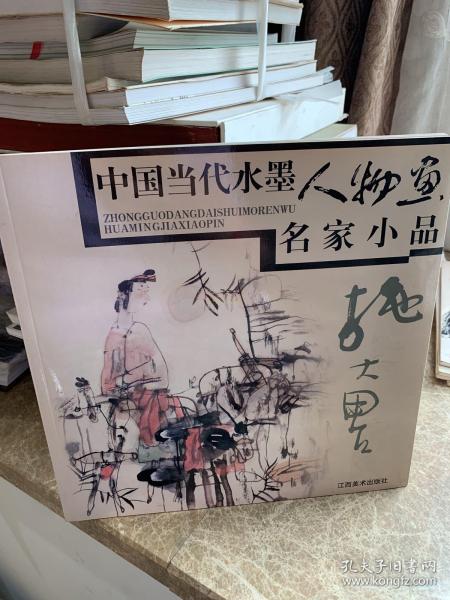 中国当代水墨人物画
ZHONGGUODANGDAISHUIMORENWU
HUAMINGJIAXIAOPIN
名家小品
江西美术出版社
孔夫子旧书网
www.kongfz.com